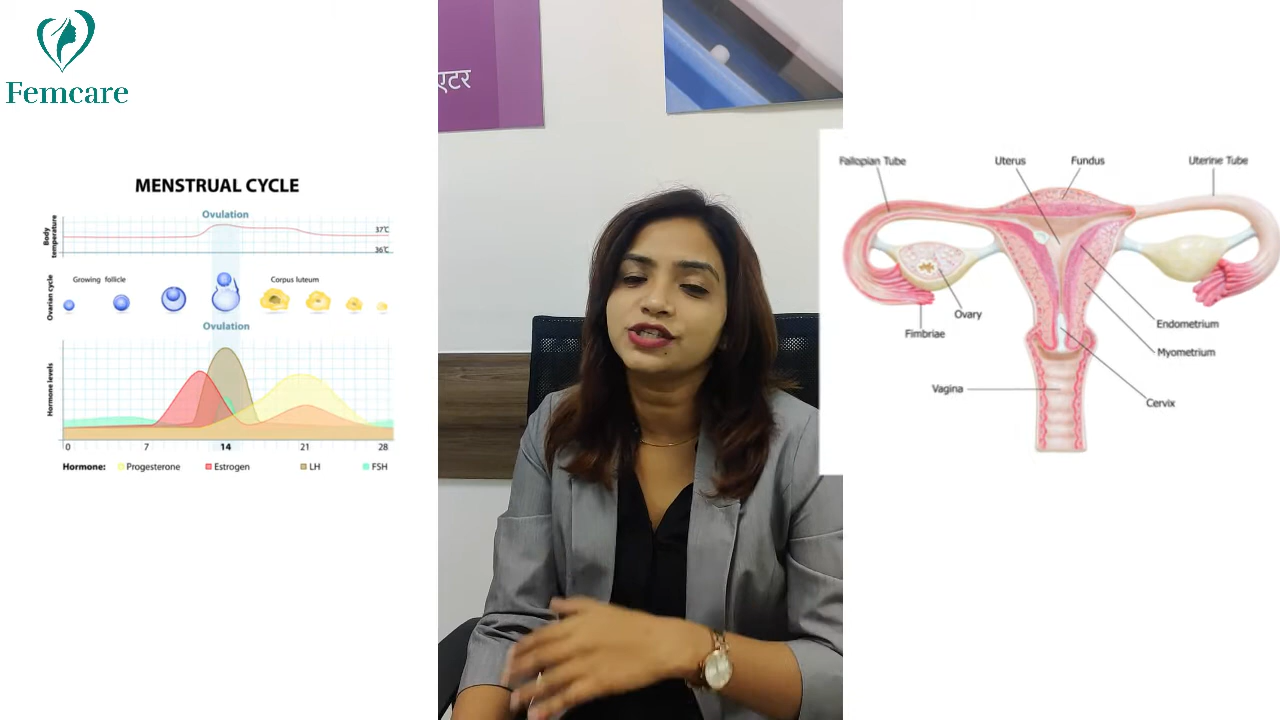 Femcare
एटर
MENSTRUAL CYCLE
Ovulation
Body temperature
37℃
36℃
Ovarian cycle
Growing follicle
Corpus luteum
Ovulation
Hormone levels
0 7 14 21 28
Hormone: Progesterone Estrogen LH FSH
Fallopian Tube
Uterus
Fundus
Uterine Tube
Ovary
Fimbriae
Endometrium
Myometrium
Vagina
Cervix